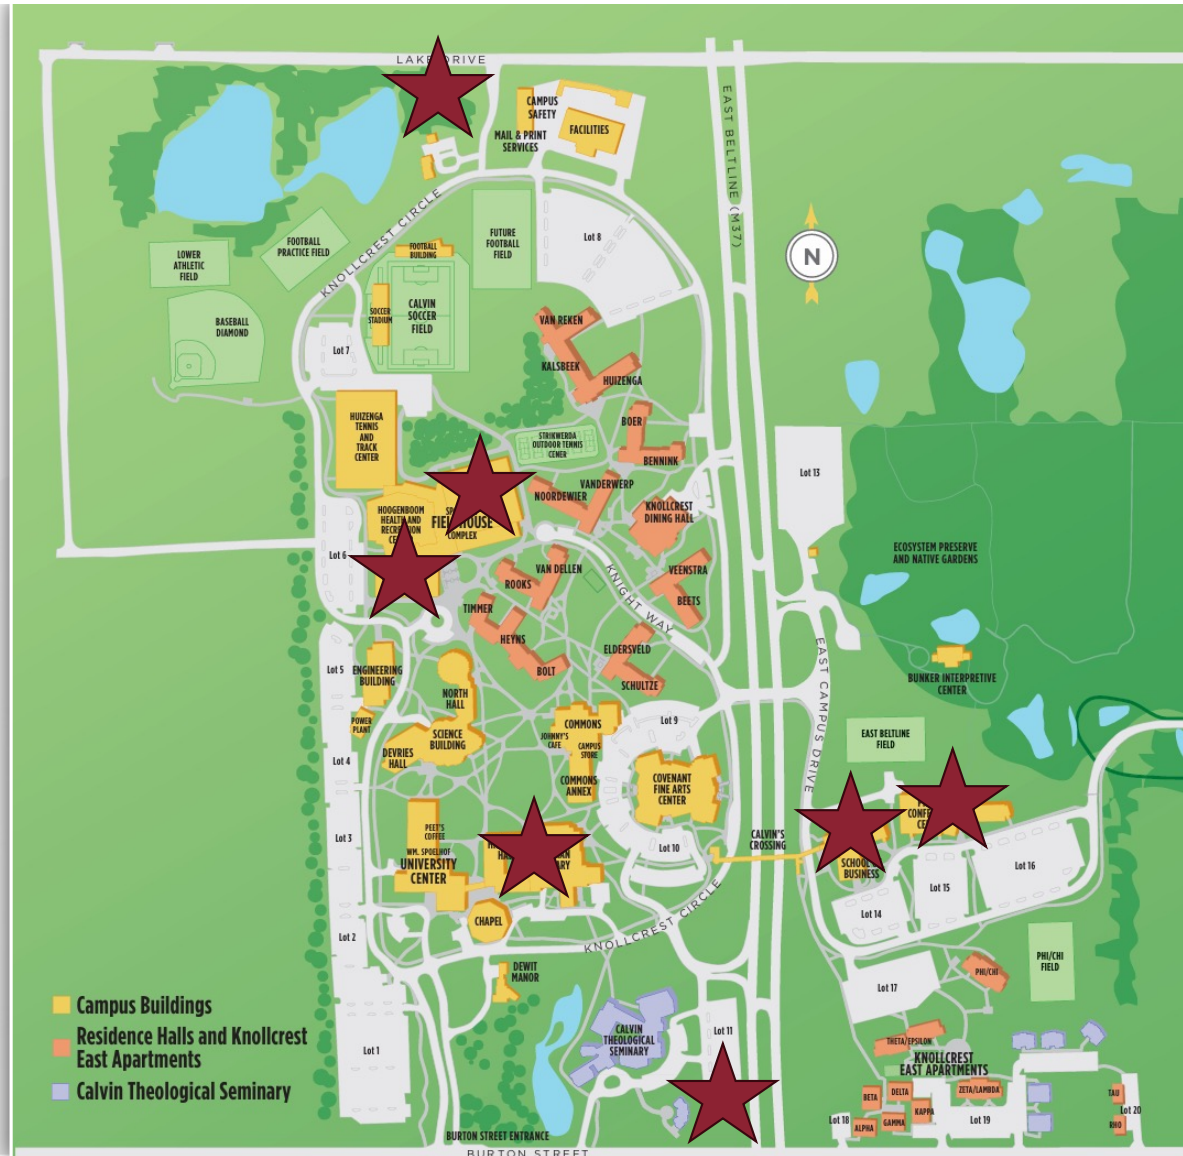 LAKE DRIVE
CAMPUS
SAFETY
FACILITIES
MAIL & PRINT
SERVICES
EAST BELTLINE (M37)
KNOLLCREST CIRCLE
FUTURE
FOOTBALL
FIELD
Lot 8
FOOTBALL
PRACTICE FIELD
LOWER
ATHLETIC
FIELD
FOOTBALL
BUILDING
N
SOCCER
STADIUM
CALVIN
SOCCER
FIELD
BASEBALL
DIAMOND
VAN REKEN
Lot 7
KALSBEEK
HUIZENGA
HUIZENGA
TENNIS
AND
TRACK
CENTER
BOER
STRIKWERDA
OUTDOOR TENNIS
CENER
BENNINK
Lot 13
VANDERWERP
NOORDEWIER
KNOLLCREST
DINING HALL
HOOGENBOOM
HEALTH AND
COMPLEX
Lot 6
ECOSYSTEM PRESERVE
AND NATIVE GARDENS
VAN DELLEN
ROOKS
VEENSTRA
BEETS
KNIGHT WAY
TIMMER
HEYNS
BOLT
ELDERSVELD
SCHULTZE
Lot 5
ENGINEERING
BUILDING
EAST CAMPUS DRIVE
BUNKER INTERPRETIVE
CENTER
NORTH
HALL
POWER
PLANT
COMMONS
Lot 9
JOHNNY'S
CAFE
CAMPUS
STORE
SCIENCE
BUILDING
EAST BELTLINE
FIELD
DEVRIES
HALL
Lot 4
COMMONS
ANNEX
COVENANT
FINE ARTS
CENTER
PEET'S
COFFEE
Lot 3
CALVIN'S
CROSSING
WM. SPOELHOF
UNIVERSITY
CENTER
Lot 10
SCHOOL
BUSINESS
Lot 16
Lot 15
Lot 14
CHAPEL
KNOLLCREST CIRCLE
Lot 2
DEWIT
MANOR
PHI/CHI
PHI/CHI
FIELD
Lot 17
Campus Buildings
Residence Halls and Knollcrest
East Apartments
Calvin Theological Seminary
Lot 1
CALVIN
THEOLOGICAL
SEMINARY
Lot 11
THETA/EPSILON
KNOLLCREST
EAST APARTMENTS
BETA
DELTA
ZETA/LAMBDA
TAU
KAPPA
Lot 20
Lot 18
ALPHA
GAMMA
Lot 19
RHO
BURTON STREET ENTRANCE
BURTON STREET